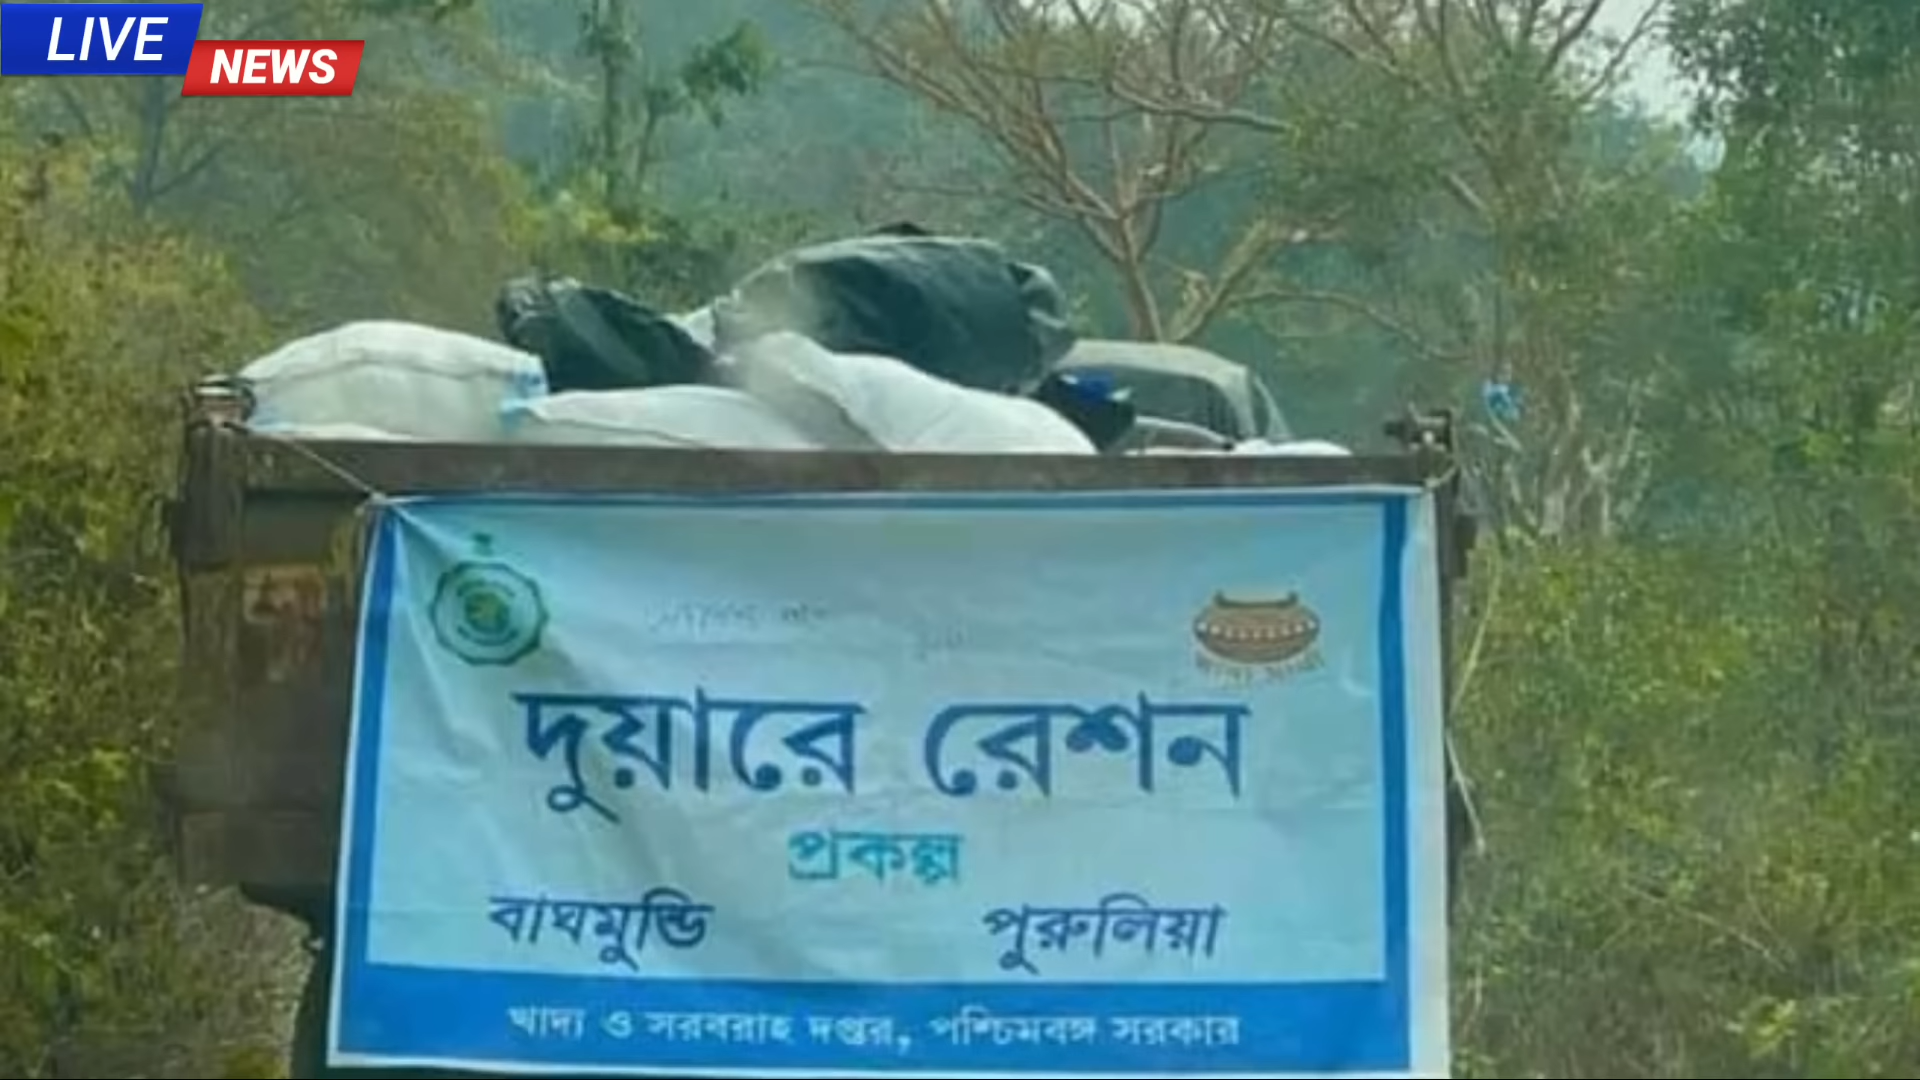 LIVE
NEWS
দুয়ারে রেশন
প্রকল্প
বাঘমুন্ডি পুরুলিয়া
খাদ্য ও সরবরাহ দপ্তর, পশ্চিমবঙ্গ সরকার